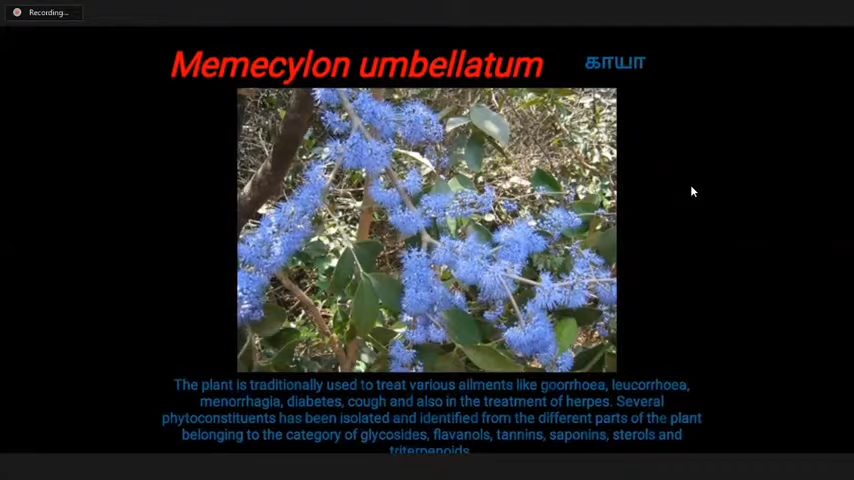 Recording...
Memecylon umbellatum காயா
The plant is traditionally used to treat various ailments like goorrhoea, leucorrhoea,
menorrhagia, diabetes, cough and also in the treatment of herpes. Several
phytoconstituents has been isolated and identified from the different parts of the plant
belonging to the category of glycosides, flavanols, tannins, saponins, sterols and
triterpenoids